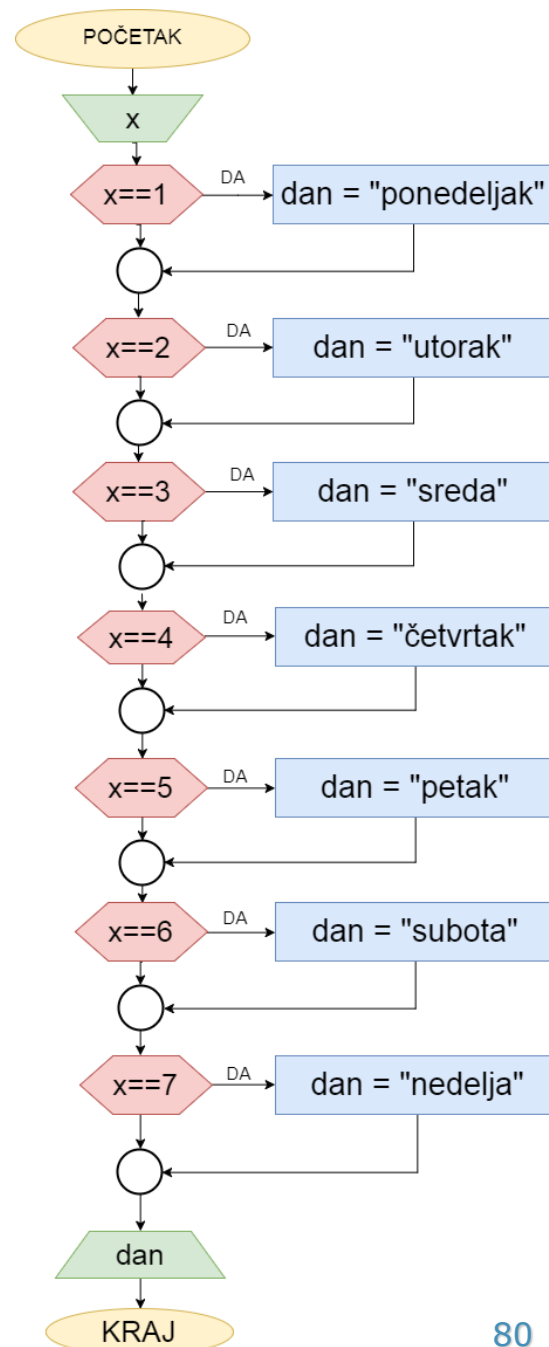 POČETAK
x
x==1
DA
dan = "ponedeljak"
x==2
DA
dan = "utorak"
x==3
DA
dan = "sreda"
x==4
DA
dan = "četvrtak"
x==5
DA
dan = "petak"
x==6
DA
dan = "subota"
x==7
DA
dan = "nedelja"
dan
KRAJ
80